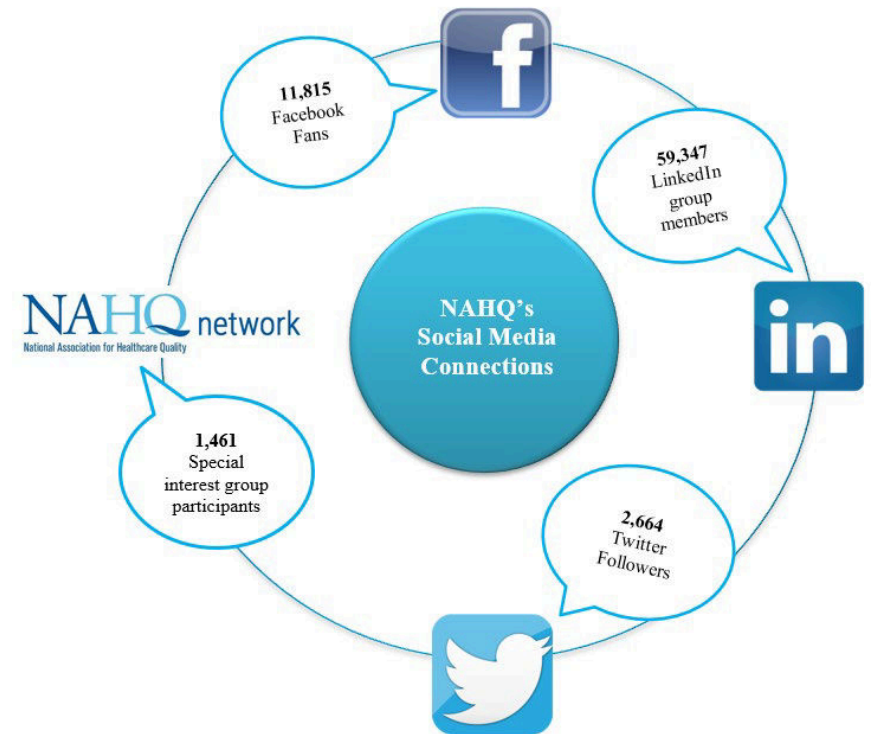 11,815
Facebook
Fans
f
59,347
LinkedIn
group
members
in
NAHQ's
Social Media
Connections
NAHQ network
National Association for Healthcare Quality
1,461
Special
interest group
participants
2,664
Twitter
Followers